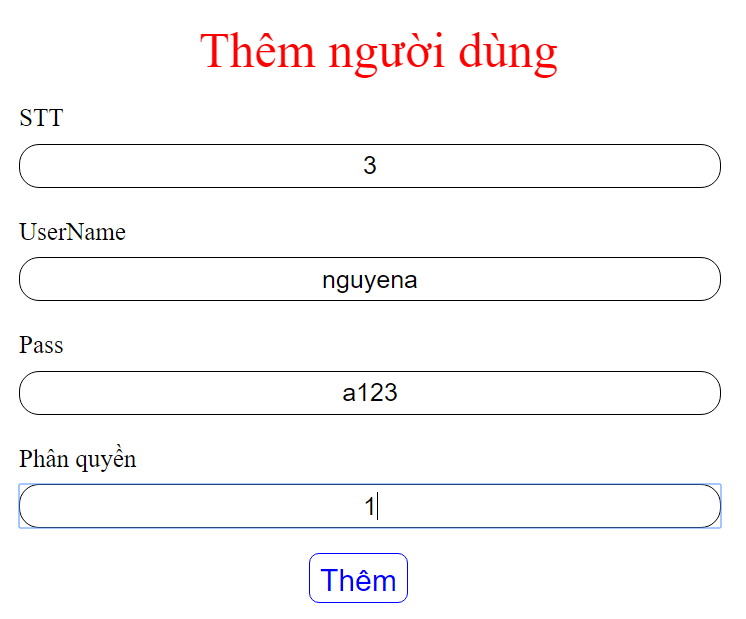 Thêm người dùng
STT
3
UserName
nguyena
Pass
a123
Phân quyền
1
Thêm